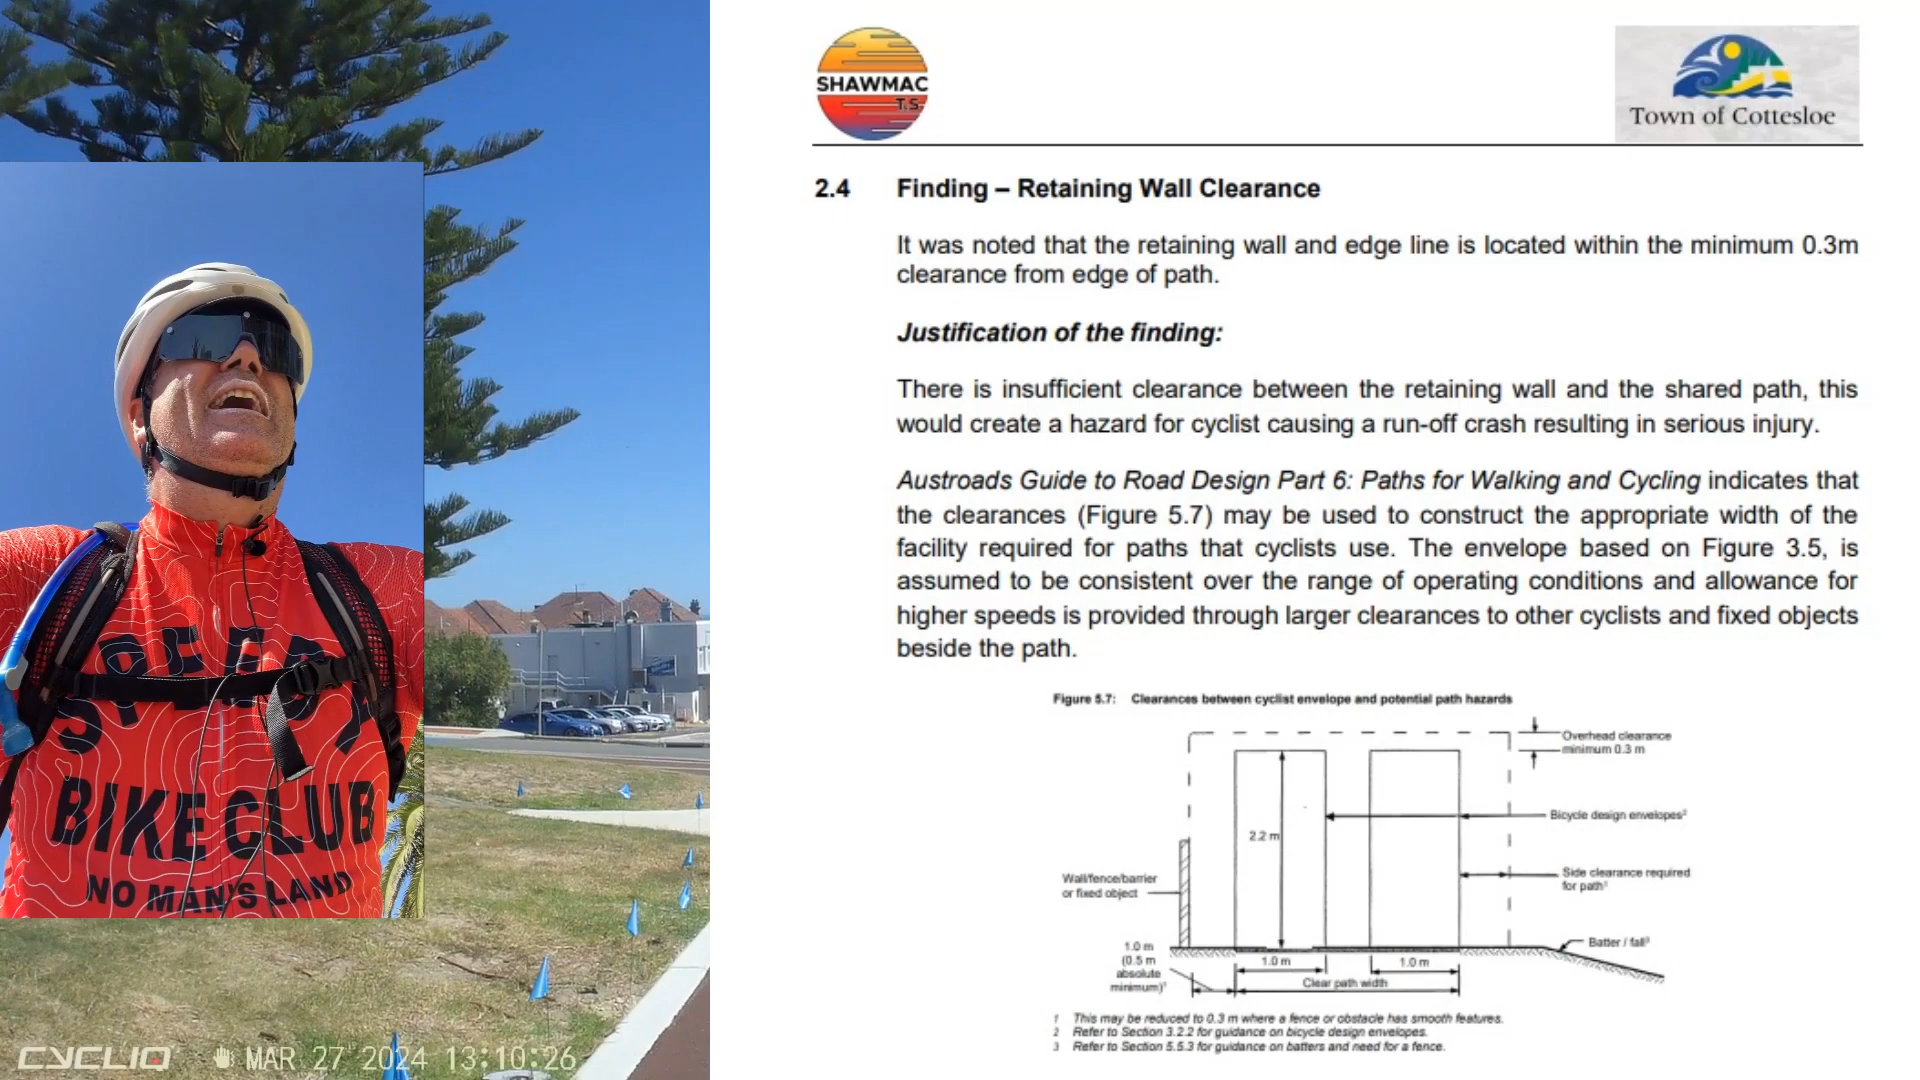 SPEEDY
BIKE CLUB
NO MAN'S LAND
CYCLIQ MAR 27 2024 13:10:26
SHAWMAC
T.S.
Town of Cottesloe
2.4 Finding – Retaining Wall Clearance
It was noted that the retaining wall and edge line is located within the minimum 0.3m
clearance from edge of path.
Justification of the finding:
There is insufficient clearance between the retaining wall and the shared path, this
would create a hazard for cyclist causing a run-off crash resulting in serious injury.
Austroads Guide to Road Design Part 6: Paths for Walking and Cycling indicates that
the clearances (Figure 5.7) may be used to construct the appropriate width of the
facility required for paths that cyclists use. The envelope based on Figure 3.5, is
assumed to be consistent over the range of operating conditions and allowance for
higher speeds is provided through larger clearances to other cyclists and fixed objects
beside the path.
Figure 5.7: Clearances between cyclist envelope and potential path hazards
Overhead clearance
minimum 0.3 m
Bicycle design envelopes²
2.2 m
Side clearance required
for path¹
Wall/fence/barrier
or fixed object
Batter / fall³
1.0 m
(0.5 m
absolute
minimum)¹
1.0 m
1.0 m
Clear path width
1 This may be reduced to 0.3 m where a fence or obstacle has smooth features.
2 Refer to Section 3.2.2 for guidance on bicycle design envelopes.
3 Refer to Section 5.5.3 for guidance on batters and need for a fence.